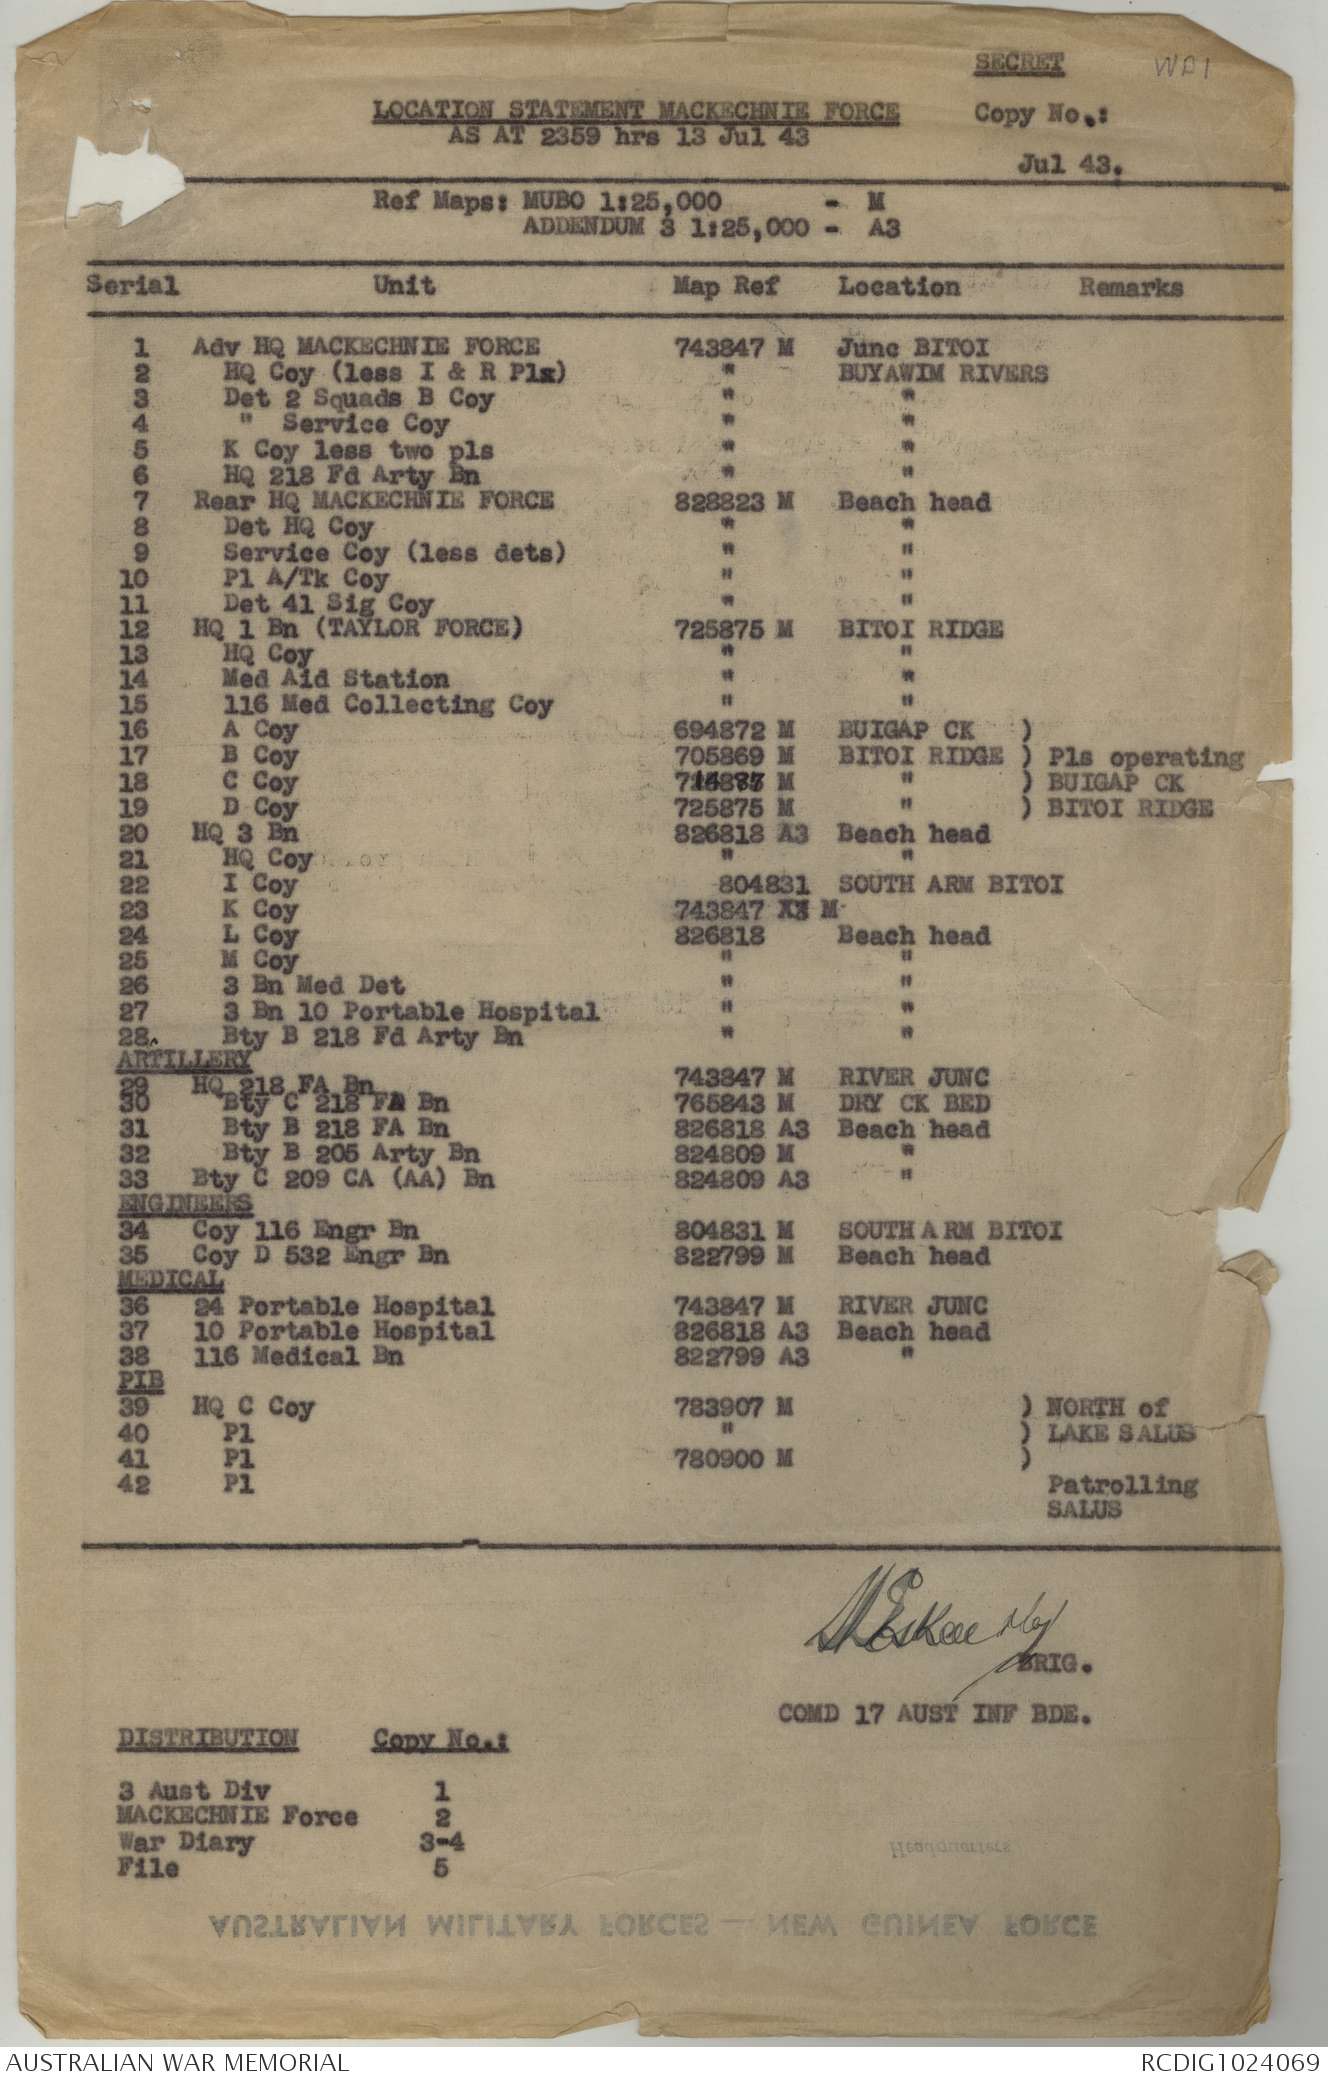 SECRET
WD1
LOCATION STATEMENT MACKECHNIE FORCE
Copy No.:
AS AT 2359 hrs 13 Jul 43
Jul 43.
Ref Maps: MUBO 1:25,000 - M
ADDENDUM 3 1:25,000 - A3
Serial Unit Map Ref Location Remarks
1 Adv HQ MACKECHNIE FORCE 743847 M Junc BITOI
2 HQ Coy (less I & R Pls) " BUYAWIM RIVERS
3 Det 2 Squads B Coy " "
4 " Service Coy " "
5 K Coy less two pls " "
6 HQ 218 Fd Arty Bn " "
7 Rear HQ MACKECHNIE FORCE 828823 M Beach head
8 Det HQ Coy " "
9 Service Coy (less dets) " "
10 Pl A/Tk Coy " "
11 Det 41 Sig Coy " "
12 HQ 1 Bn (TAYLOR FORCE) 725875 M BITOI RIDGE
13 HQ Coy " "
14 Med Aid Station " "
15 116 Med Collecting Coy " "
16 A Coy 694872 M BUIGAP CK )
17 B Coy 705869 M BITOI RIDGE ) Pls operating
18 C Coy M " ) BUIGAP CK
19 D Coy 725875 M " ) BITOI RIDGE
20 HQ 3 Bn 826818 A3 Beach head
21 HQ Coy " "
22 I Coy 804831 SOUTH ARM BITOI
23 K Coy 743847 M
24 L Coy 826818 Beach head
25 M Coy " "
26 3 Bn Med Det " "
27 3 Bn 10 Portable Hospital " "
28 Bty B 218 Fd Arty Bn " "
ARTILLERY
29 HQ 218 FA Bn 743847 M RIVER JUNC
30 Bty C 218 FA Bn 765843 M DRY CK BED
31 Bty B 218 FA Bn 826818 A3 Beach head
32 Bty B 205 Arty Bn 824809 M "
33 Bty C 209 CA (AA) Bn 824809 A3 "
ENGINEERS
34 Coy 116 Engr Bn 804831 M SOUTH ARM BITOI
35 Coy D 532 Engr Bn 822799 M Beach head
MEDICAL
36 24 Portable Hospital 743847 M RIVER JUNC
37 10 Portable Hospital 826818 A3 Beach head
38 116 Medical Bn 822799 A3 "
PIB
39 HQ C Coy 783907 M ) NORTH of
40 Pl " ) LAKE SALUS
41 Pl 780900 M )
42 Pl Patrolling
SALUS
BRIG.
COMD 17 AUST INF BDE.
DISTRIBUTION Copy No.:
3 Aust Div 1
MACKECHNIE Force 2
War Diary 3-4
File 5
Headquarters
AUSTRALIAN MILITARY FORCES — NEW GUINEA FORCE
AUSTRALIAN WAR MEMORIAL
RCDIG1024069